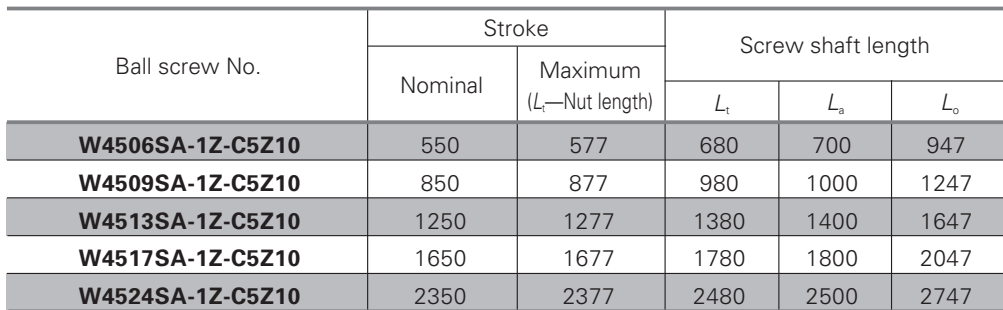 Ball screw No. Stroke Screw shaft length
Nominal Maximum
(Lt—Nut length) Lt La Lo
W4506SA-1Z-C5Z10 550 577 680 700 947
W4509SA-1Z-C5Z10 850 877 980 1000 1247
W4513SA-1Z-C5Z10 1250 1277 1380 1400 1647
W4517SA-1Z-C5Z10 1650 1677 1780 1800 2047
W4524SA-1Z-C5Z10 2350 2377 2480 2500 2747